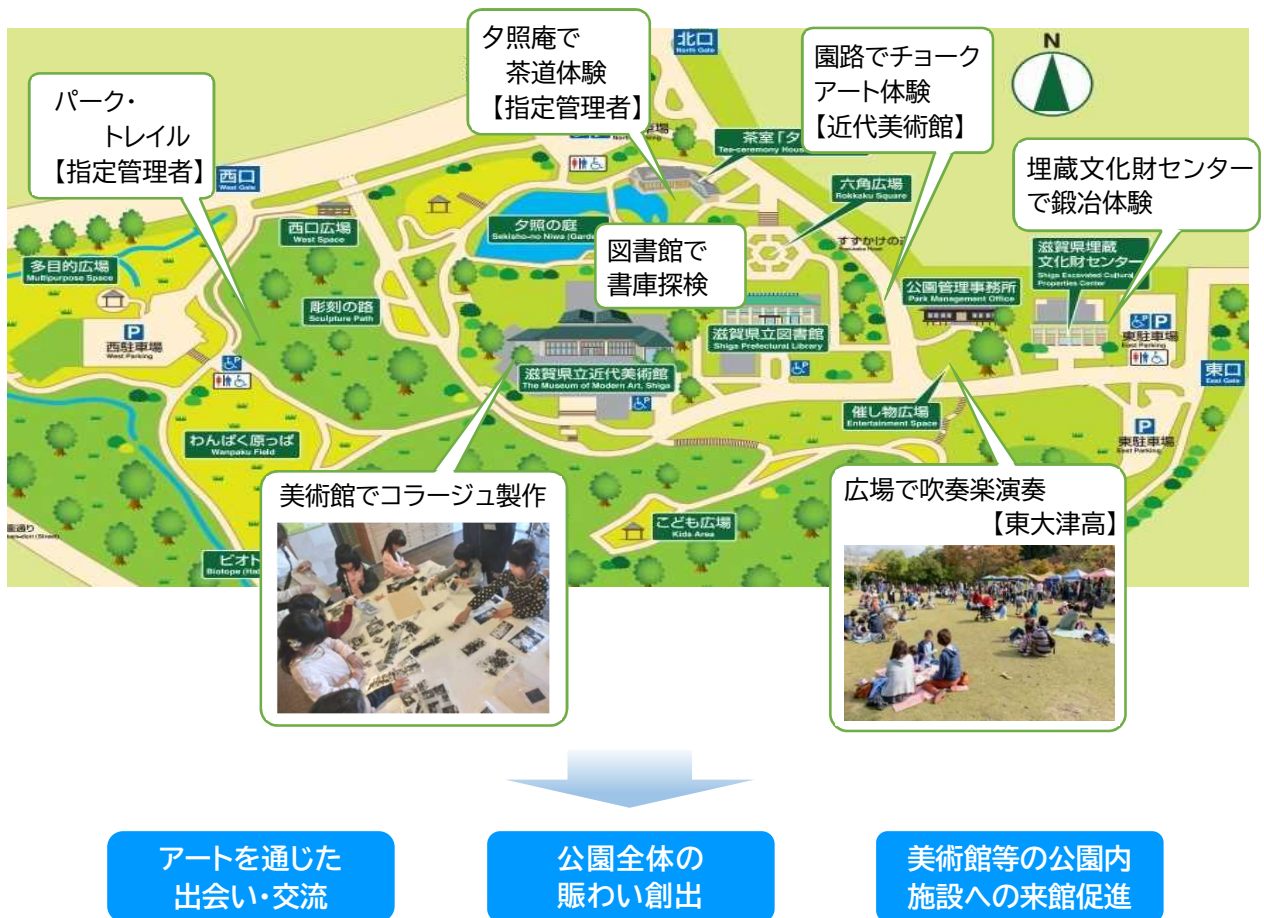 パーク・
トレイル
【指定管理者】
夕照庵で
茶道体験
【指定管理者】
園路でチョーク
アート体験
【近代美術館】
埋蔵文化財センター
で鍛冶体験
図書館で
書庫探検
北口
North Gate
N
西口
West Gate
茶室「夕
Tea-ceremony Hous
六角広場
Rokkaku Square
西口広場
West Space
夕照の庭
Sekisho-no Niwa (Garde
すずかけの
多目的広場
Multipurpose Space
彫刻の路
Sculpture Path
公園管理事務所
Park Management Office
滋賀県埋蔵
文化財センター
Shiga Excavated Cultural
Properties Center
P
西駐車場
West Parking
滋賀県立図書館
Shiga Prefectural Library
P
東駐車場
East Parking
滋賀県立近代美術館
The Museum of Modern Art, Shiga
東口
East Gate
催し物広場
Entertainment Space
わんぱく原っぱ
Wanpaku Field
P
東駐車場
East Parking
こども広場
Kids Area
ビオト
美術館でコラージュ製作
広場で吹奏楽演奏
【東大津高】
アートを通じた
出会い・交流
公園全体の
賑わい創出
美術館等の公園内
施設への来館促進